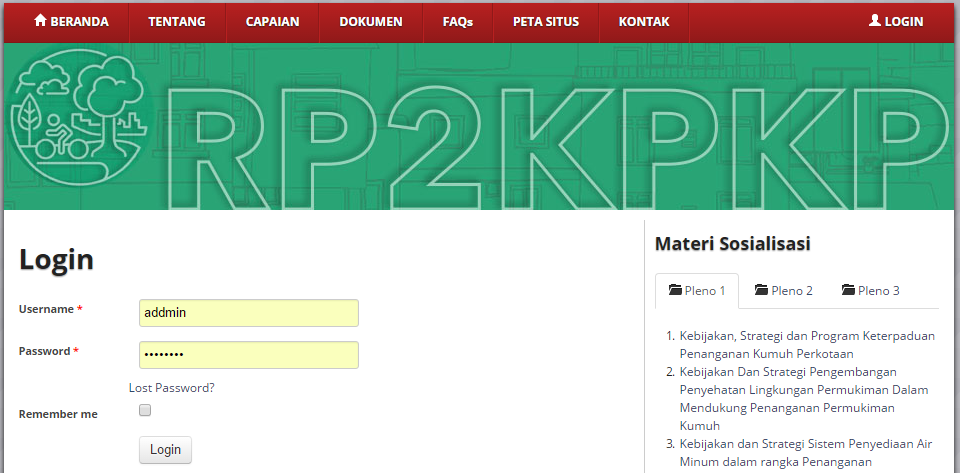 BERANDA TENTANG CAPAIAN DOKUMEN FAQs PETA SITUS KONTAK LOGIN
RP2KPKP
Login
Username *
addmin
Password *
••••••••
Lost Password?
Remember me
Login
Materi Sosialisasi
Pleno 1 Pleno 2 Pleno 3
1. Kebijakan, Strategi dan Program Keterpaduan
Penanganan Kumuh Perkotaan
2. Kebijakan Dan Strategi Pengembangan
Penyehatan Lingkungan Permukiman Dalam
Mendukung Penanganan Permukiman
Kumuh
3. Kebijakan dan Strategi Sistem Penyediaan Air
Minum dalam rangka Penanganan